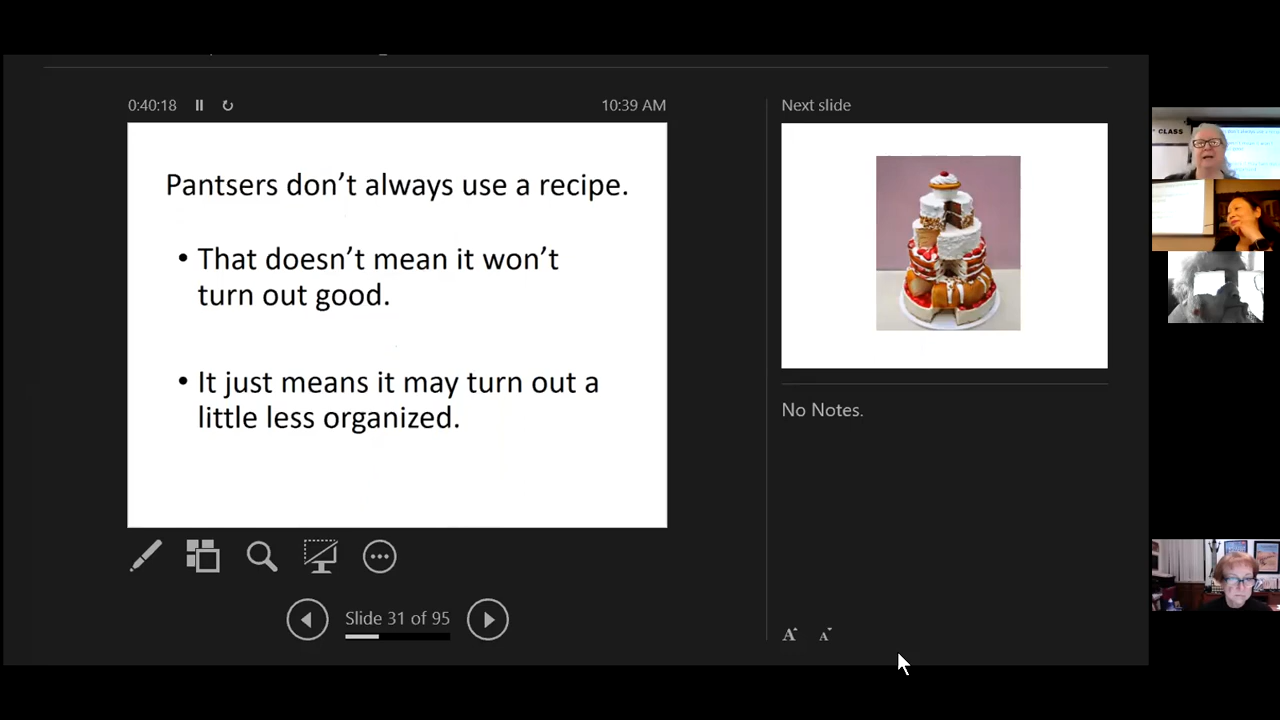 0:40:18
10:39 AM
Next slide
Pantsers don't always use a recipe.
• That doesn't mean it won't
turn out good.
• It just means it may turn out a
little less organized.
No Notes.
Slide 31 of 95
A A
CLASS